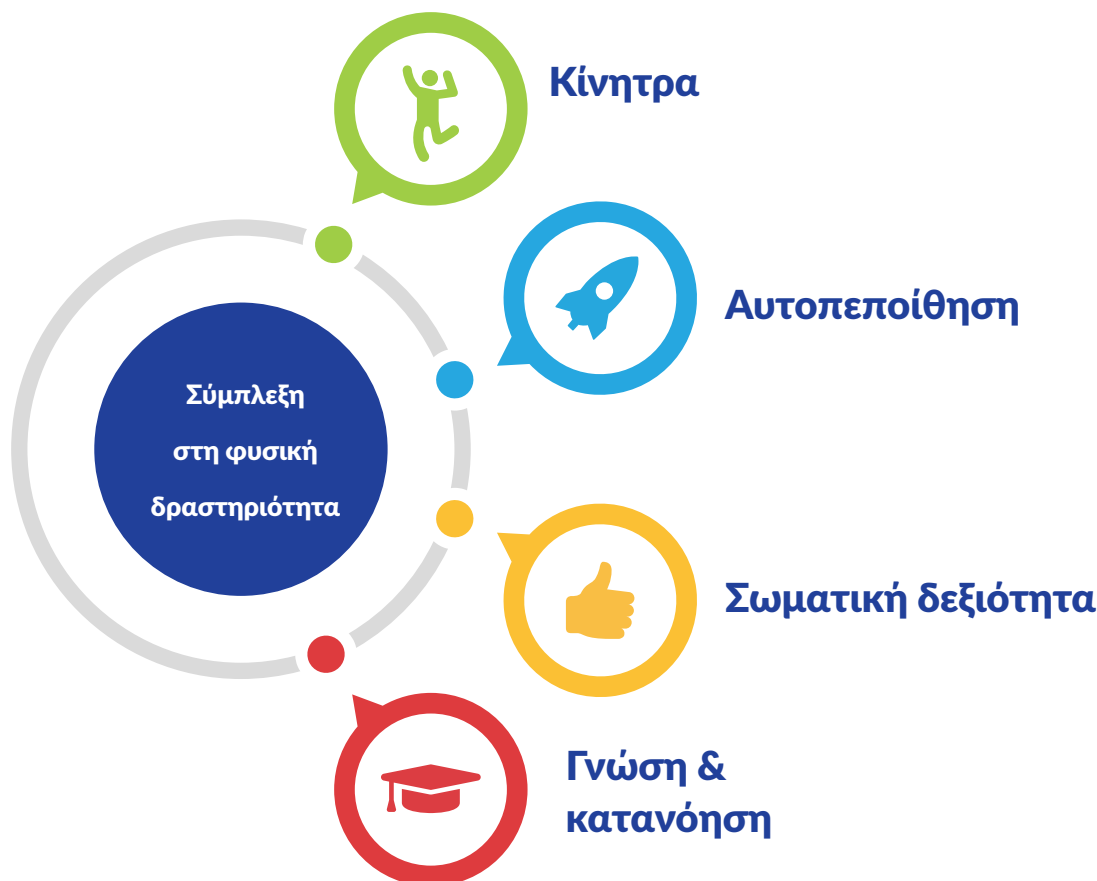 Κίνητρα
Αυτοπεποίθηση
Σύμπλεξη
στη φυσική
δραστηριότητα
Σωματική δεξιότητα
Γνώση &
κατανόηση